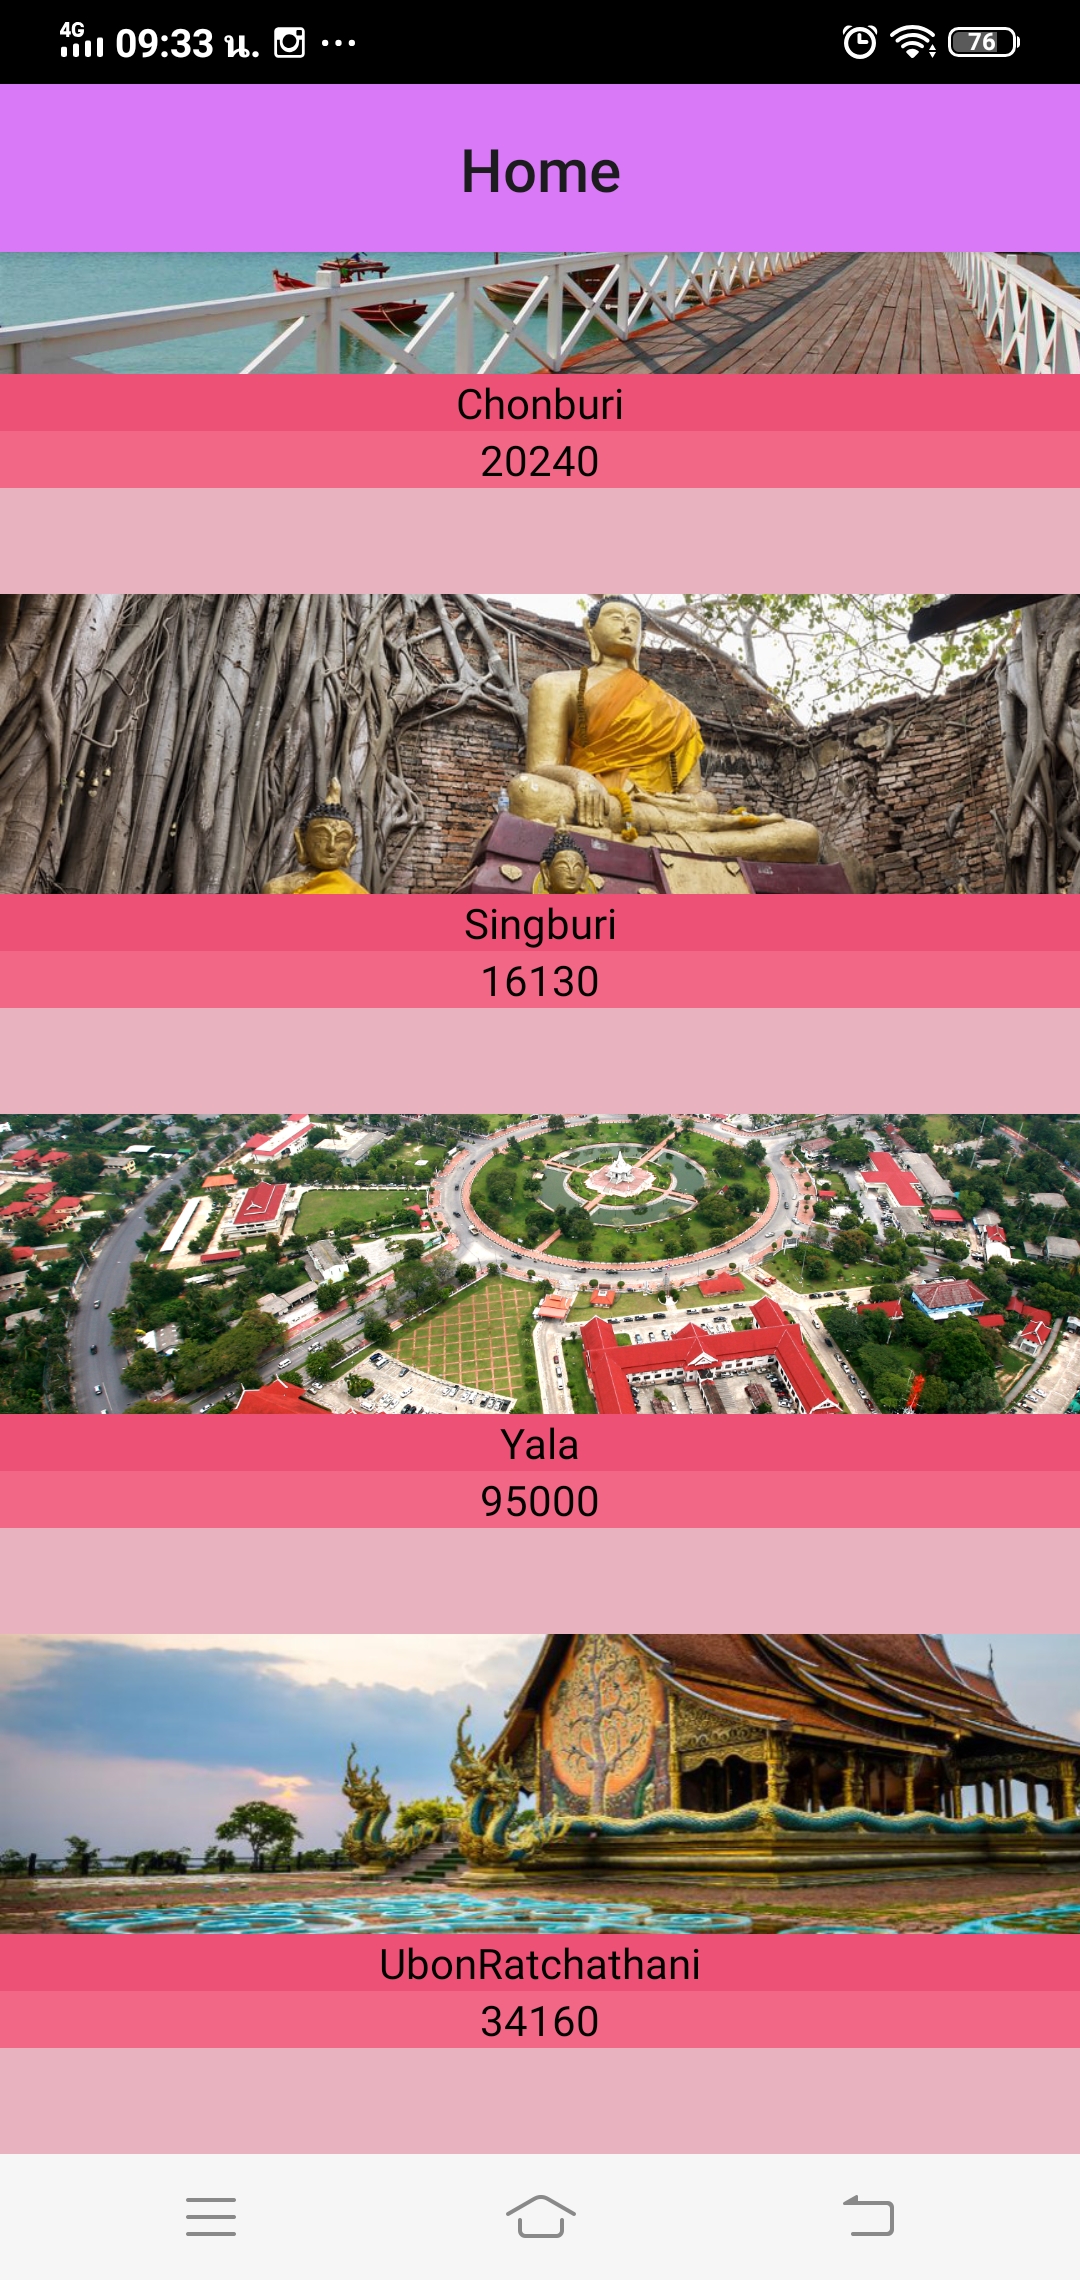 4G
09:33 น.
76
Home
Chonburi
20240
Singburi
16130
Yala
95000
UbonRatchathani
34160